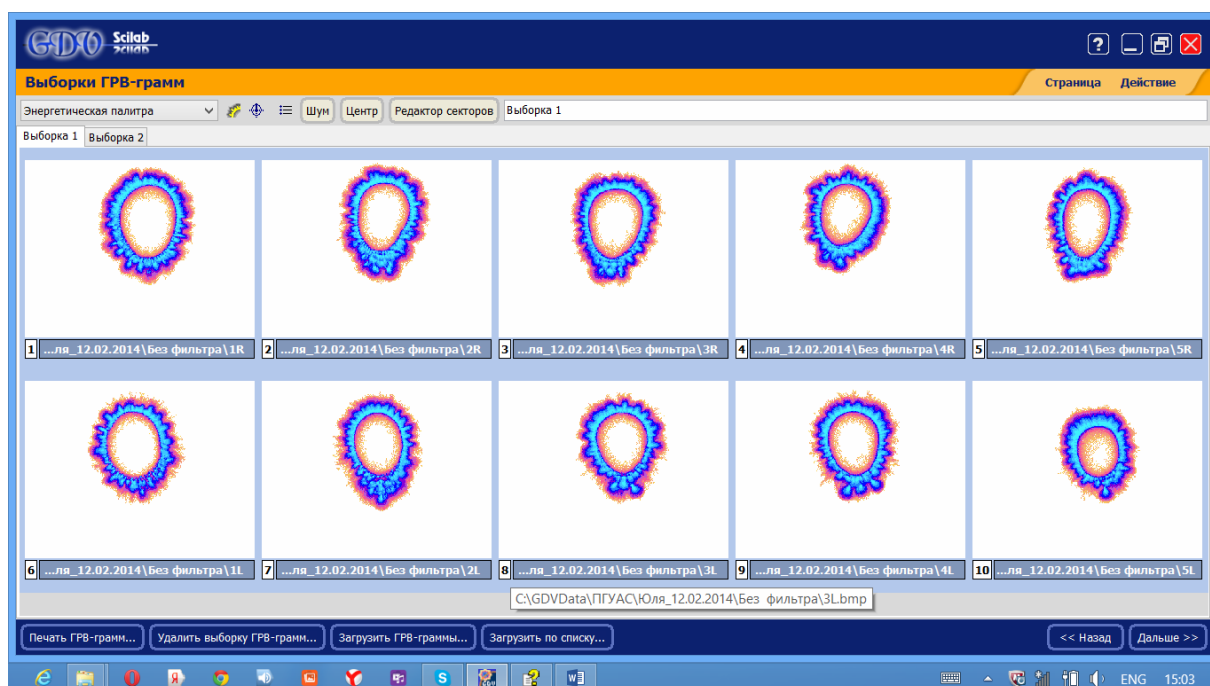 GDV Scilab
Выборки ГРВ-грамм
Страница Действие
Энергетическая палитра Шум Центр Редактор секторов Выборка 1
Выборка 1 Выборка 2
1 ...ля_12.02.2014\Без фильтра\1R 2 ...ля_12.02.2014\Без фильтра\2R 3 ...ля_12.02.2014\Без фильтра\3R 4 ...ля_12.02.2014\Без фильтра\4R 5 ...ля_12.02.2014\Без фильтра\5R
6 ...ля_12.02.2014\Без фильтра\1L 7 ...ля_12.02.2014\Без фильтра\2L 8 ...ля_12.02.2014\Без фильтра\3L 9 ...ля_12.02.2014\Без фильтра\4L 10 ...ля_12.02.2014\Без фильтра\5L
C:\GDVData\ПГУАС\Юля_12.02.2014\Без фильтра\3L.bmp
Печать ГРВ-грамм... Удалить выборку ГРВ-грамм... Загрузить ГРВ-граммы... Загрузить по списку... << Назад Дальше >>
ENG 15:03